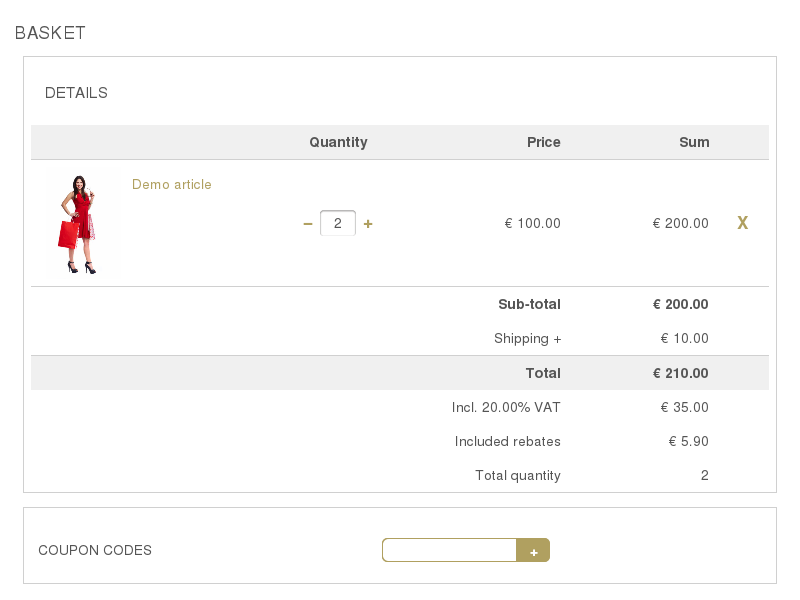 BASKET
DETAILS
Quantity Price Sum
Demo article
− 2 + € 100.00 € 200.00 X
Sub-total € 200.00
Shipping + € 10.00
Total € 210.00
Incl. 20.00% VAT € 35.00
Included rebates € 5.90
Total quantity 2
COUPON CODES +